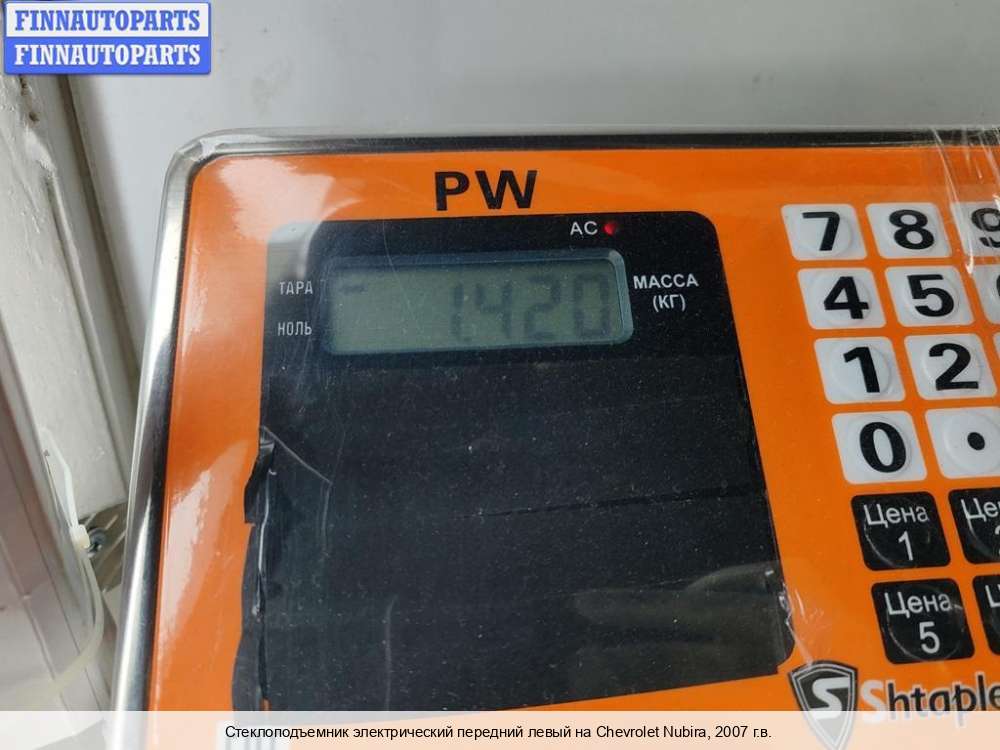 FINNAUTOPARTS
FINNAUTOPARTS
PW
AC
ТАРА
НОЛЬ
1.420
МАССА
(КГ)
7 8 9
4 5
1 2
0 .
Цена
1
Цена
5
Shtaple
Стеклоподъемник электрический передний левый на Chevrolet Nubira, 2007 г.в.